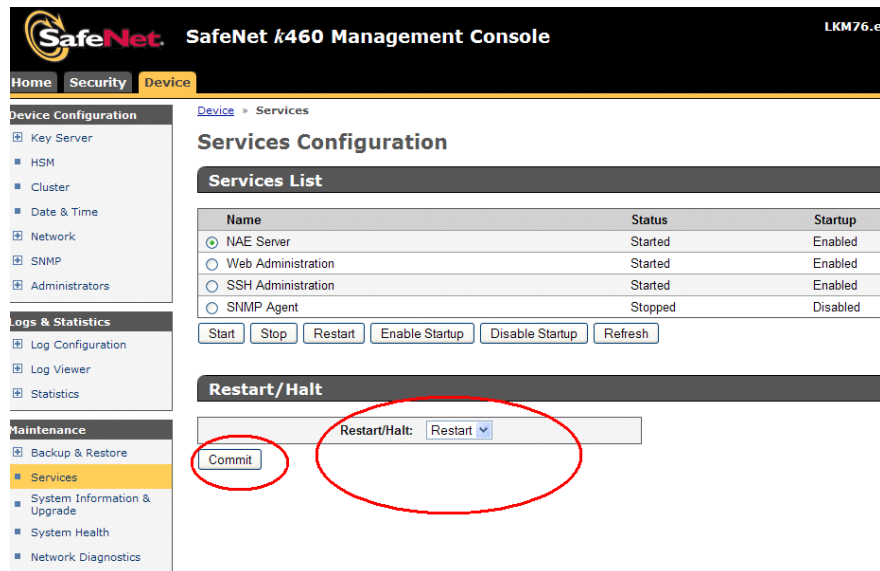 SafeNet. SafeNet k460 Management Console
LKM76.e
Home Security Device
Device Configuration
Key Server
HSM
Cluster
Date & Time
Network
SNMP
Administrators
Logs & Statistics
Log Configuration
Log Viewer
Statistics
Maintenance
Backup & Restore
Services
System Information &
Upgrade
System Health
Network Diagnostics
Device » Services
Services Configuration
Services List
Name Status Startup
NAE Server Started Enabled
Web Administration Started Enabled
SSH Administration Started Enabled
SNMP Agent Stopped Disabled
Start Stop Restart Enable Startup Disable Startup Refresh
Restart/Halt
Restart/Halt: Restart
Commit